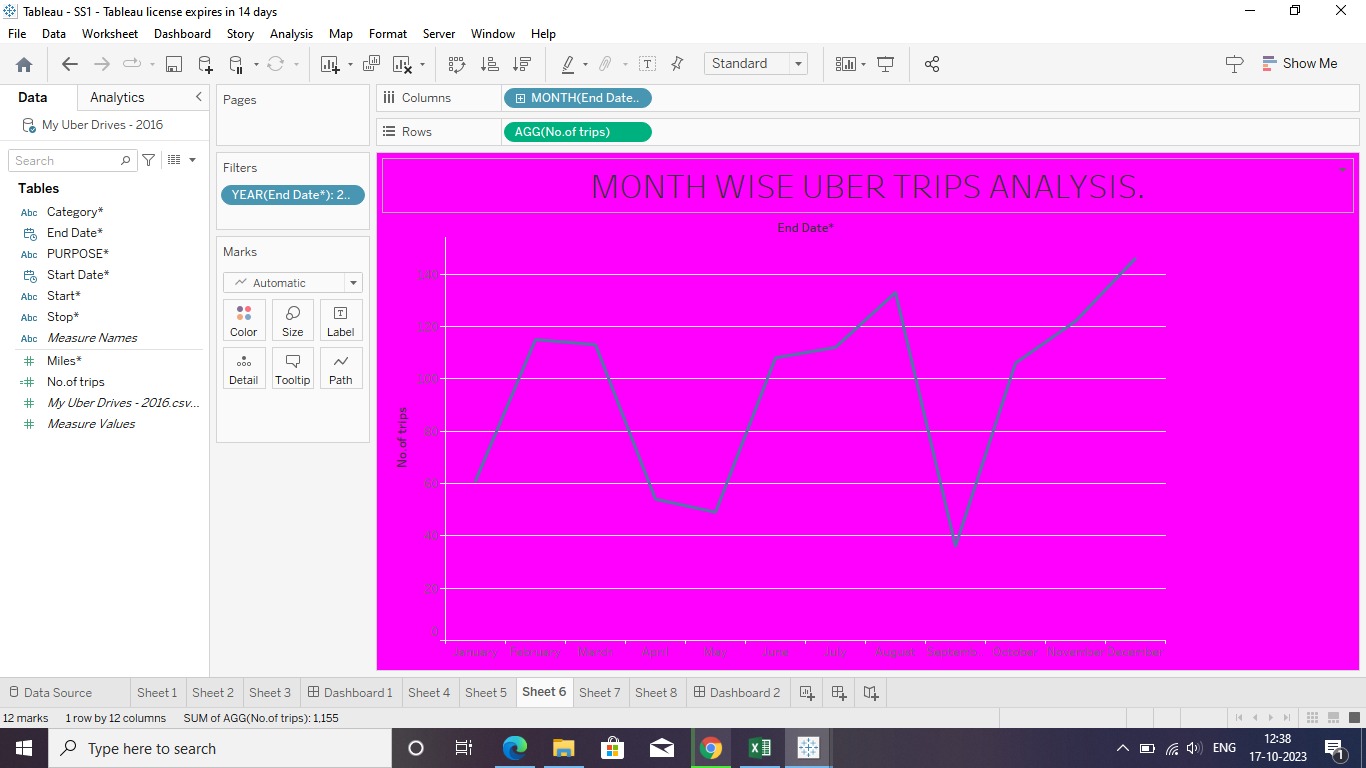 Tableau - SS1 - Tableau license expires in 14 days
File Data Worksheet Dashboard Story Analysis Map Format Server Window Help
Standard Show Me
Data Analytics
My Uber Drives - 2016
Search
Tables
Abc Category*
End Date*
Abc PURPOSE*
Start Date*
Abc Start*
Abc Stop*
Abc Measure Names
Miles*
No.of trips
My Uber Drives - 2016.csv...
Measure Values
Pages
Filters
YEAR(End Date*): 2..
Marks
Automatic
Color Size Label
Detail Tooltip Path
Columns MONTH(End Date..
Rows AGG(No.of trips)
MONTH WISE UBER TRIPS ANALYSIS.
End Date*
No.of trips
140
120
100
80
60
40
20
0
January February March April May June July August Septemb.. October November December
Data Source Sheet 1 Sheet 2 Sheet 3 Dashboard 1 Sheet 4 Sheet 5 Sheet 6 Sheet 7 Sheet 8 Dashboard 2
12 marks 1 row by 12 columns SUM of AGG(No.of trips): 1,155
Type here to search
ENG
12:38
17-10-2023
1